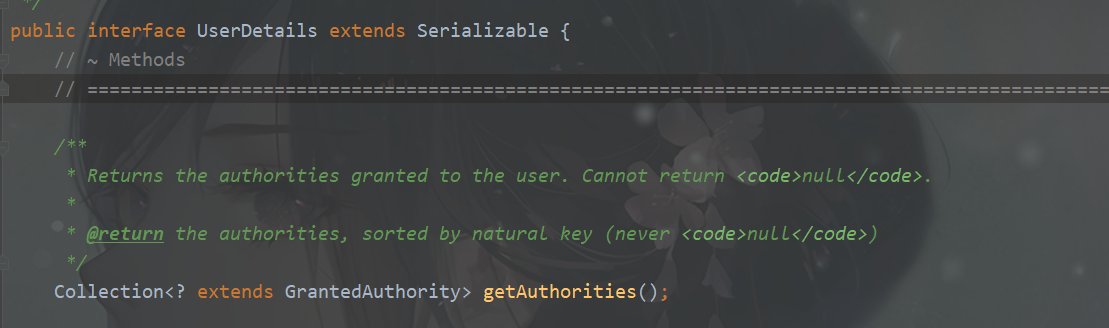 */
public interface UserDetails extends Serializable {
// ~ Methods
// =============================================================================================
/**
* Returns the authorities granted to the user. Cannot return <code>null</code>.
*
* @return the authorities, sorted by natural key (never <code>null</code>)
*/
Collection<? extends GrantedAuthority> getAuthorities();